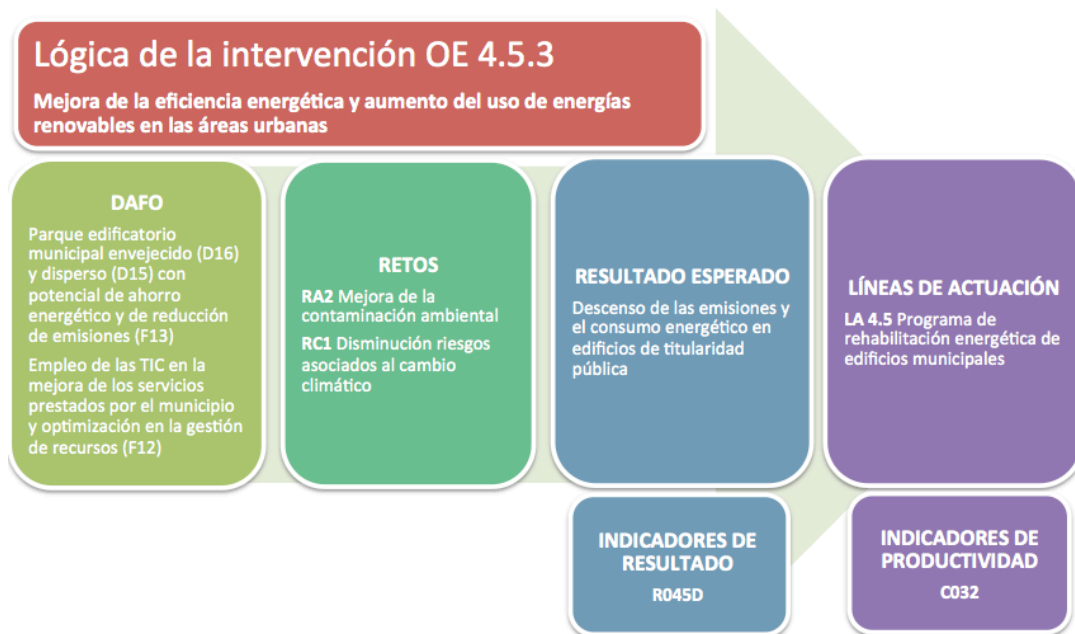 Lógica de la intervención OE 4.5.3
Mejora de la eficiencia energética y aumento del uso de energías
renovables en las áreas urbanas
DAFO
Parque edificatorio
municipal envejecido (D16)
y disperso (D15) con
potencial de ahorro
energético y de reducción
de emisiones (F13)
Empleo de las TIC en la
mejora de los servicios
prestados por el municipio
y optimización en la gestión
de recursos (F12)
RETOS
RA2 Mejora de la
contaminación ambiental
RC1 Disminución riesgos
asociados al cambio
climático
RESULTADO ESPERADO
Descenso de las emisiones y
el consumo energético en
edificios de titularidad
pública
LÍNEAS DE ACTUACIÓN
LA 4.5 Programa de
rehabilitación energética de
edificios municipales
INDICADORES DE
RESULTADO
R045D
INDICADORES DE
PRODUCTIVIDAD
C032